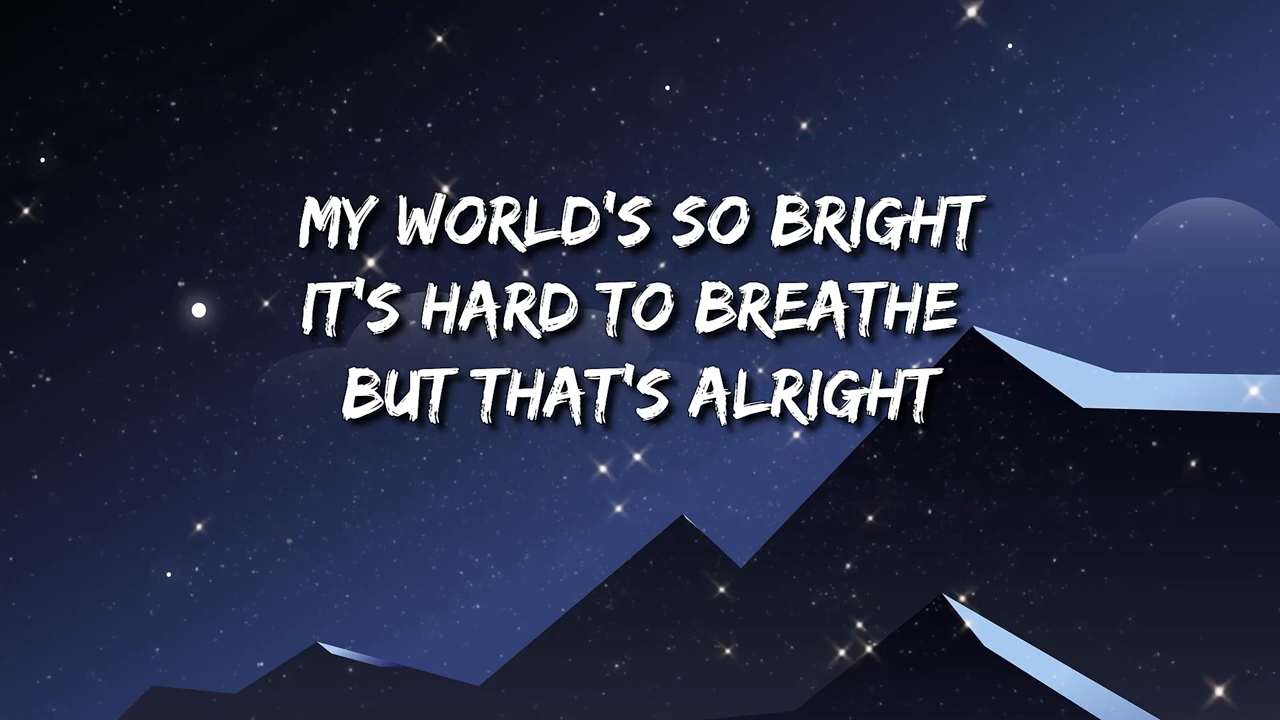 MY WORLD'S SO BRIGHT
IT'S HARD TO BREATHE
BUT THAT'S ALRIGHT